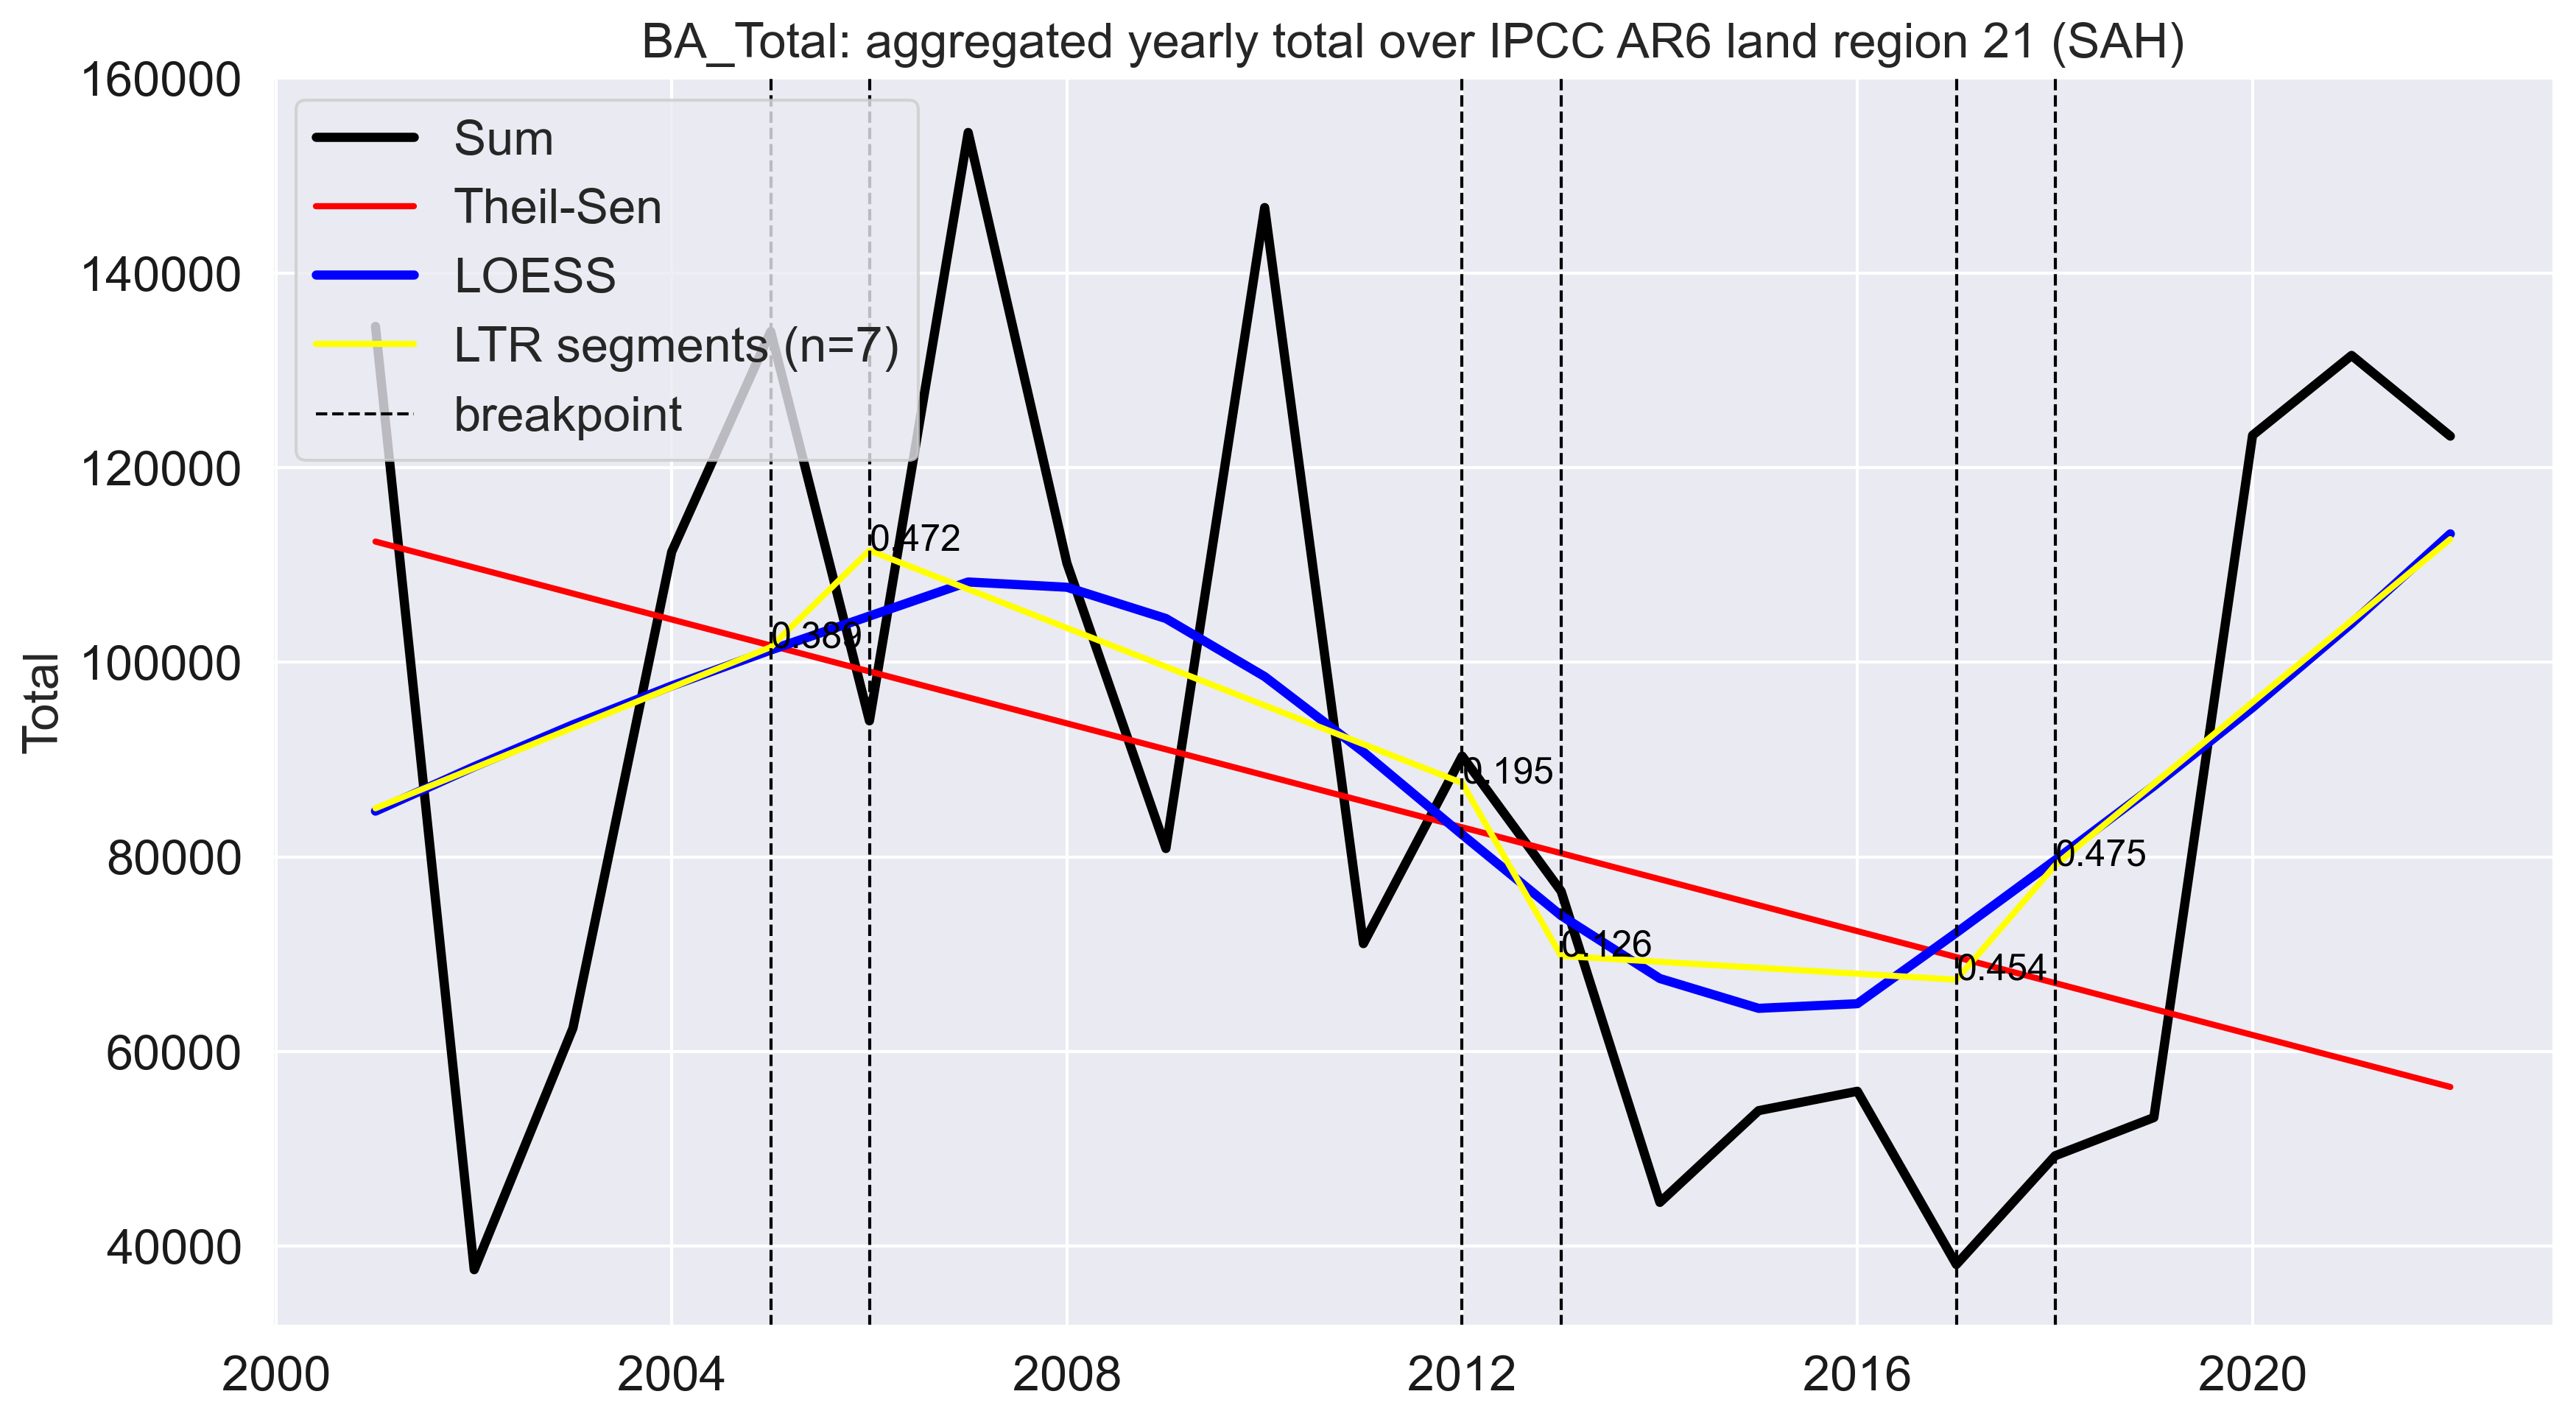 BA_Total: aggregated yearly total over IPCC AR6 land region 21 (SAH)
160000
140000
120000
100000
80000
60000
40000
Total
Sum
Theil-Sen
LOESS
LTR segments (n=7)
breakpoint
0.472
0.389
0.195
0.126
0.454
0.475
2000
2004
2008
2012
2016
2020